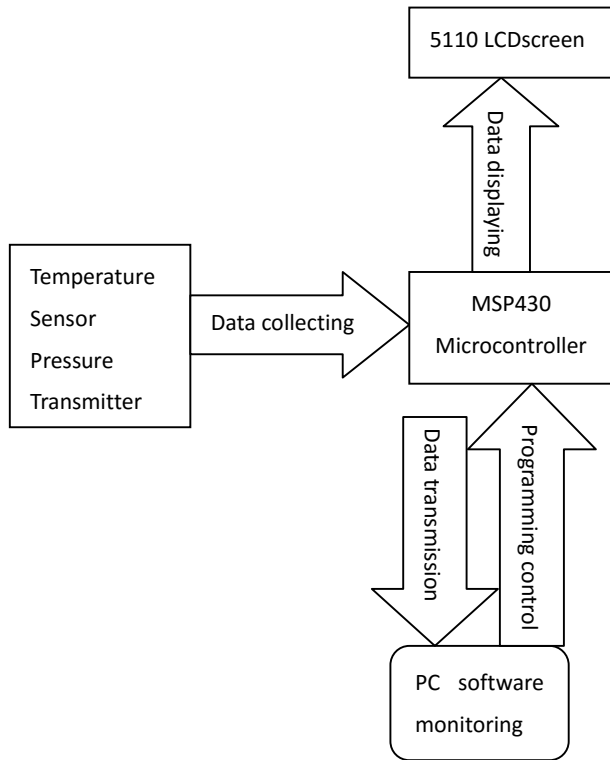 5110 LCDscreen
Data displaying
Temperature
Sensor
Pressure
Transmitter
Data collecting
MSP430
Microcontroller
Data transmission
Programming control
PC software
monitoring